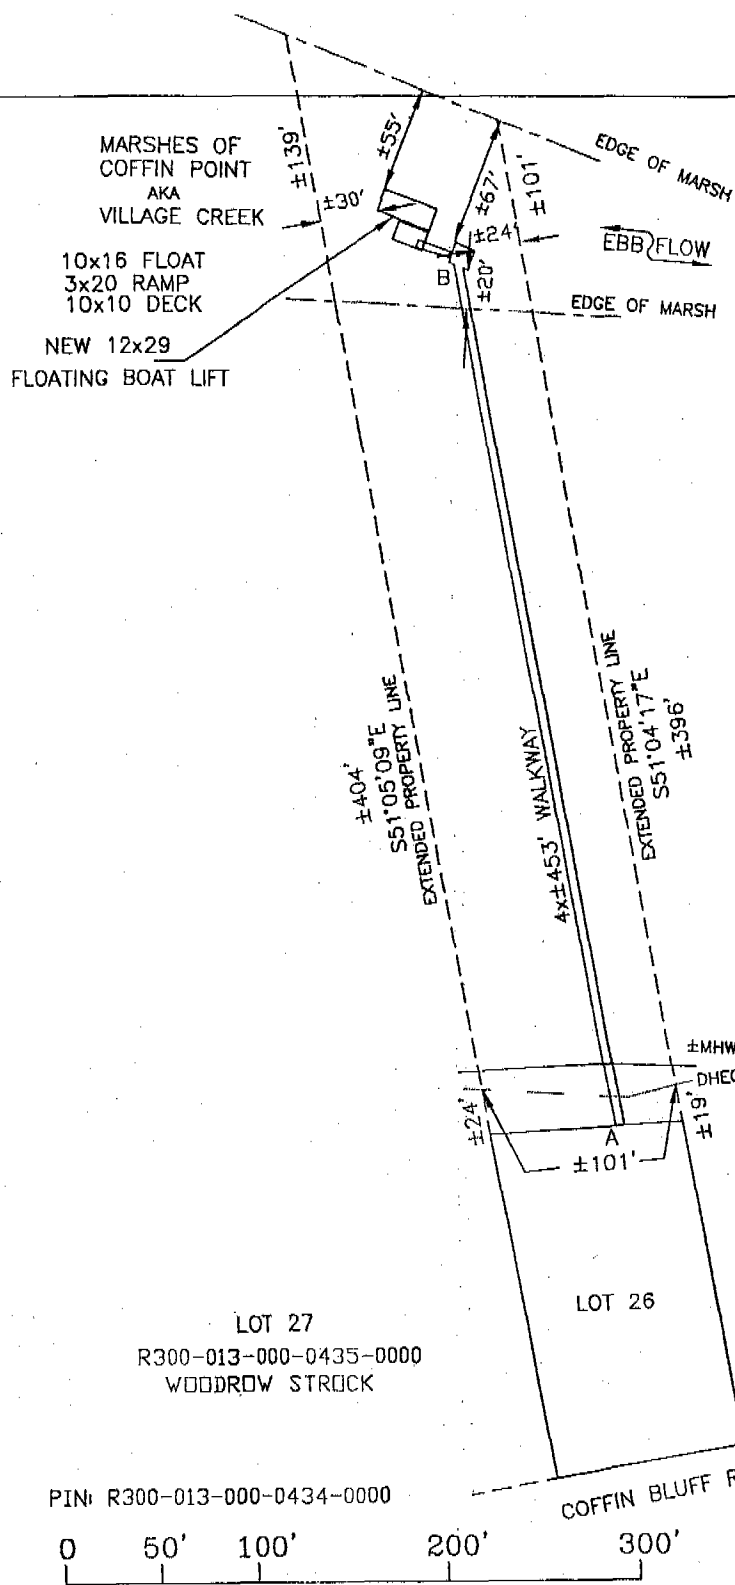 MARSHES OF
COFFIN POINT
AKA
VILLAGE CREEK
±139'
±55'
±67'
±101'
EDGE OF MARSH
±30'
±24'
EBB FLOW
10x16 FLOAT
3x20 RAMP
10x10 DECK
B
±20'
EDGE OF MARSH
NEW 12x29
FLOATING BOAT LIFT
±404'
S51°05'09"E
EXTENDED PROPERTY LINE
4x±453' WALKWAY
EXTENDED PROPERTY LINE
S51°04'17"E
±396'
±MHW
±24'
A
±101'
±19'
LOT 26
LOT 27
R300-013-000-0435-0000
WOODROW STROCK
PIN: R300-013-000-0434-0000
COFFIN BLUFF
0 50' 100' 200' 300'